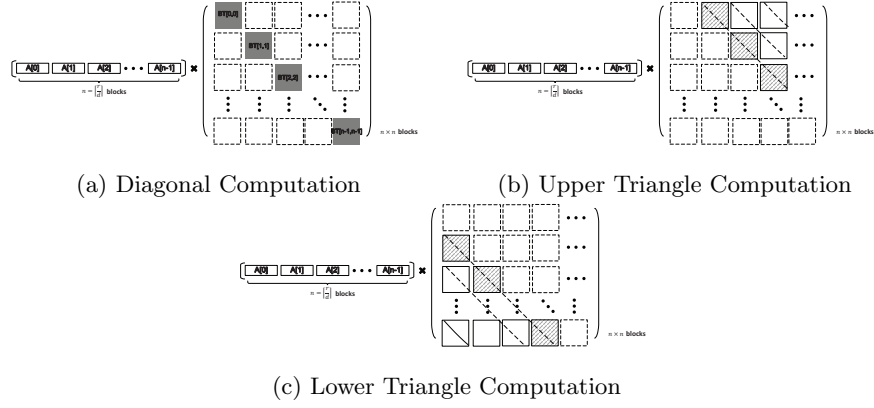 BT[0,0]
BT[1,1]
A[0] A[1] A[2] A[n-1] ×
BT[2,2]
n = ⌈r/d⌉ blocks
BT[n-1,n-1]
n × n blocks
(a) Diagonal Computation
A[0] A[1] A[2] A[n-1] ×
n = ⌈r/d⌉ blocks
n × n blocks
(b) Upper Triangle Computation
A[0] A[1] A[2] A[n-1] ×
n = ⌈r/d⌉ blocks
n × n blocks
(c) Lower Triangle Computation